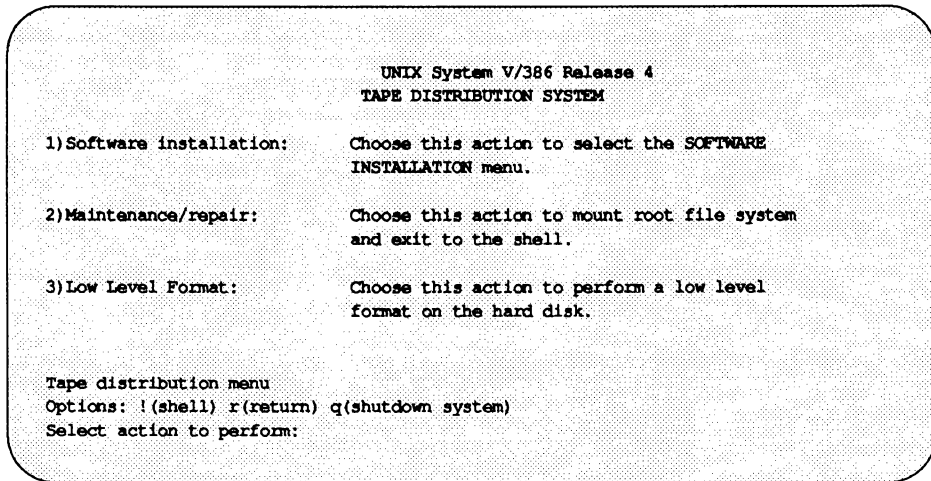 UNIX System V/386 Release 4
TAPE DISTRIBUTION SYSTEM
1)Software installation: Choose this action to select the SOFTWARE
INSTALLATION menu.
2)Maintenance/repair: Choose this action to mount root file system
and exit to the shell.
3)Low Level Format: Choose this action to perform a low level
format on the hard disk.
Tape distribution menu
Options: !(shell) r(return) q(shutdown system)
Select action to perform: